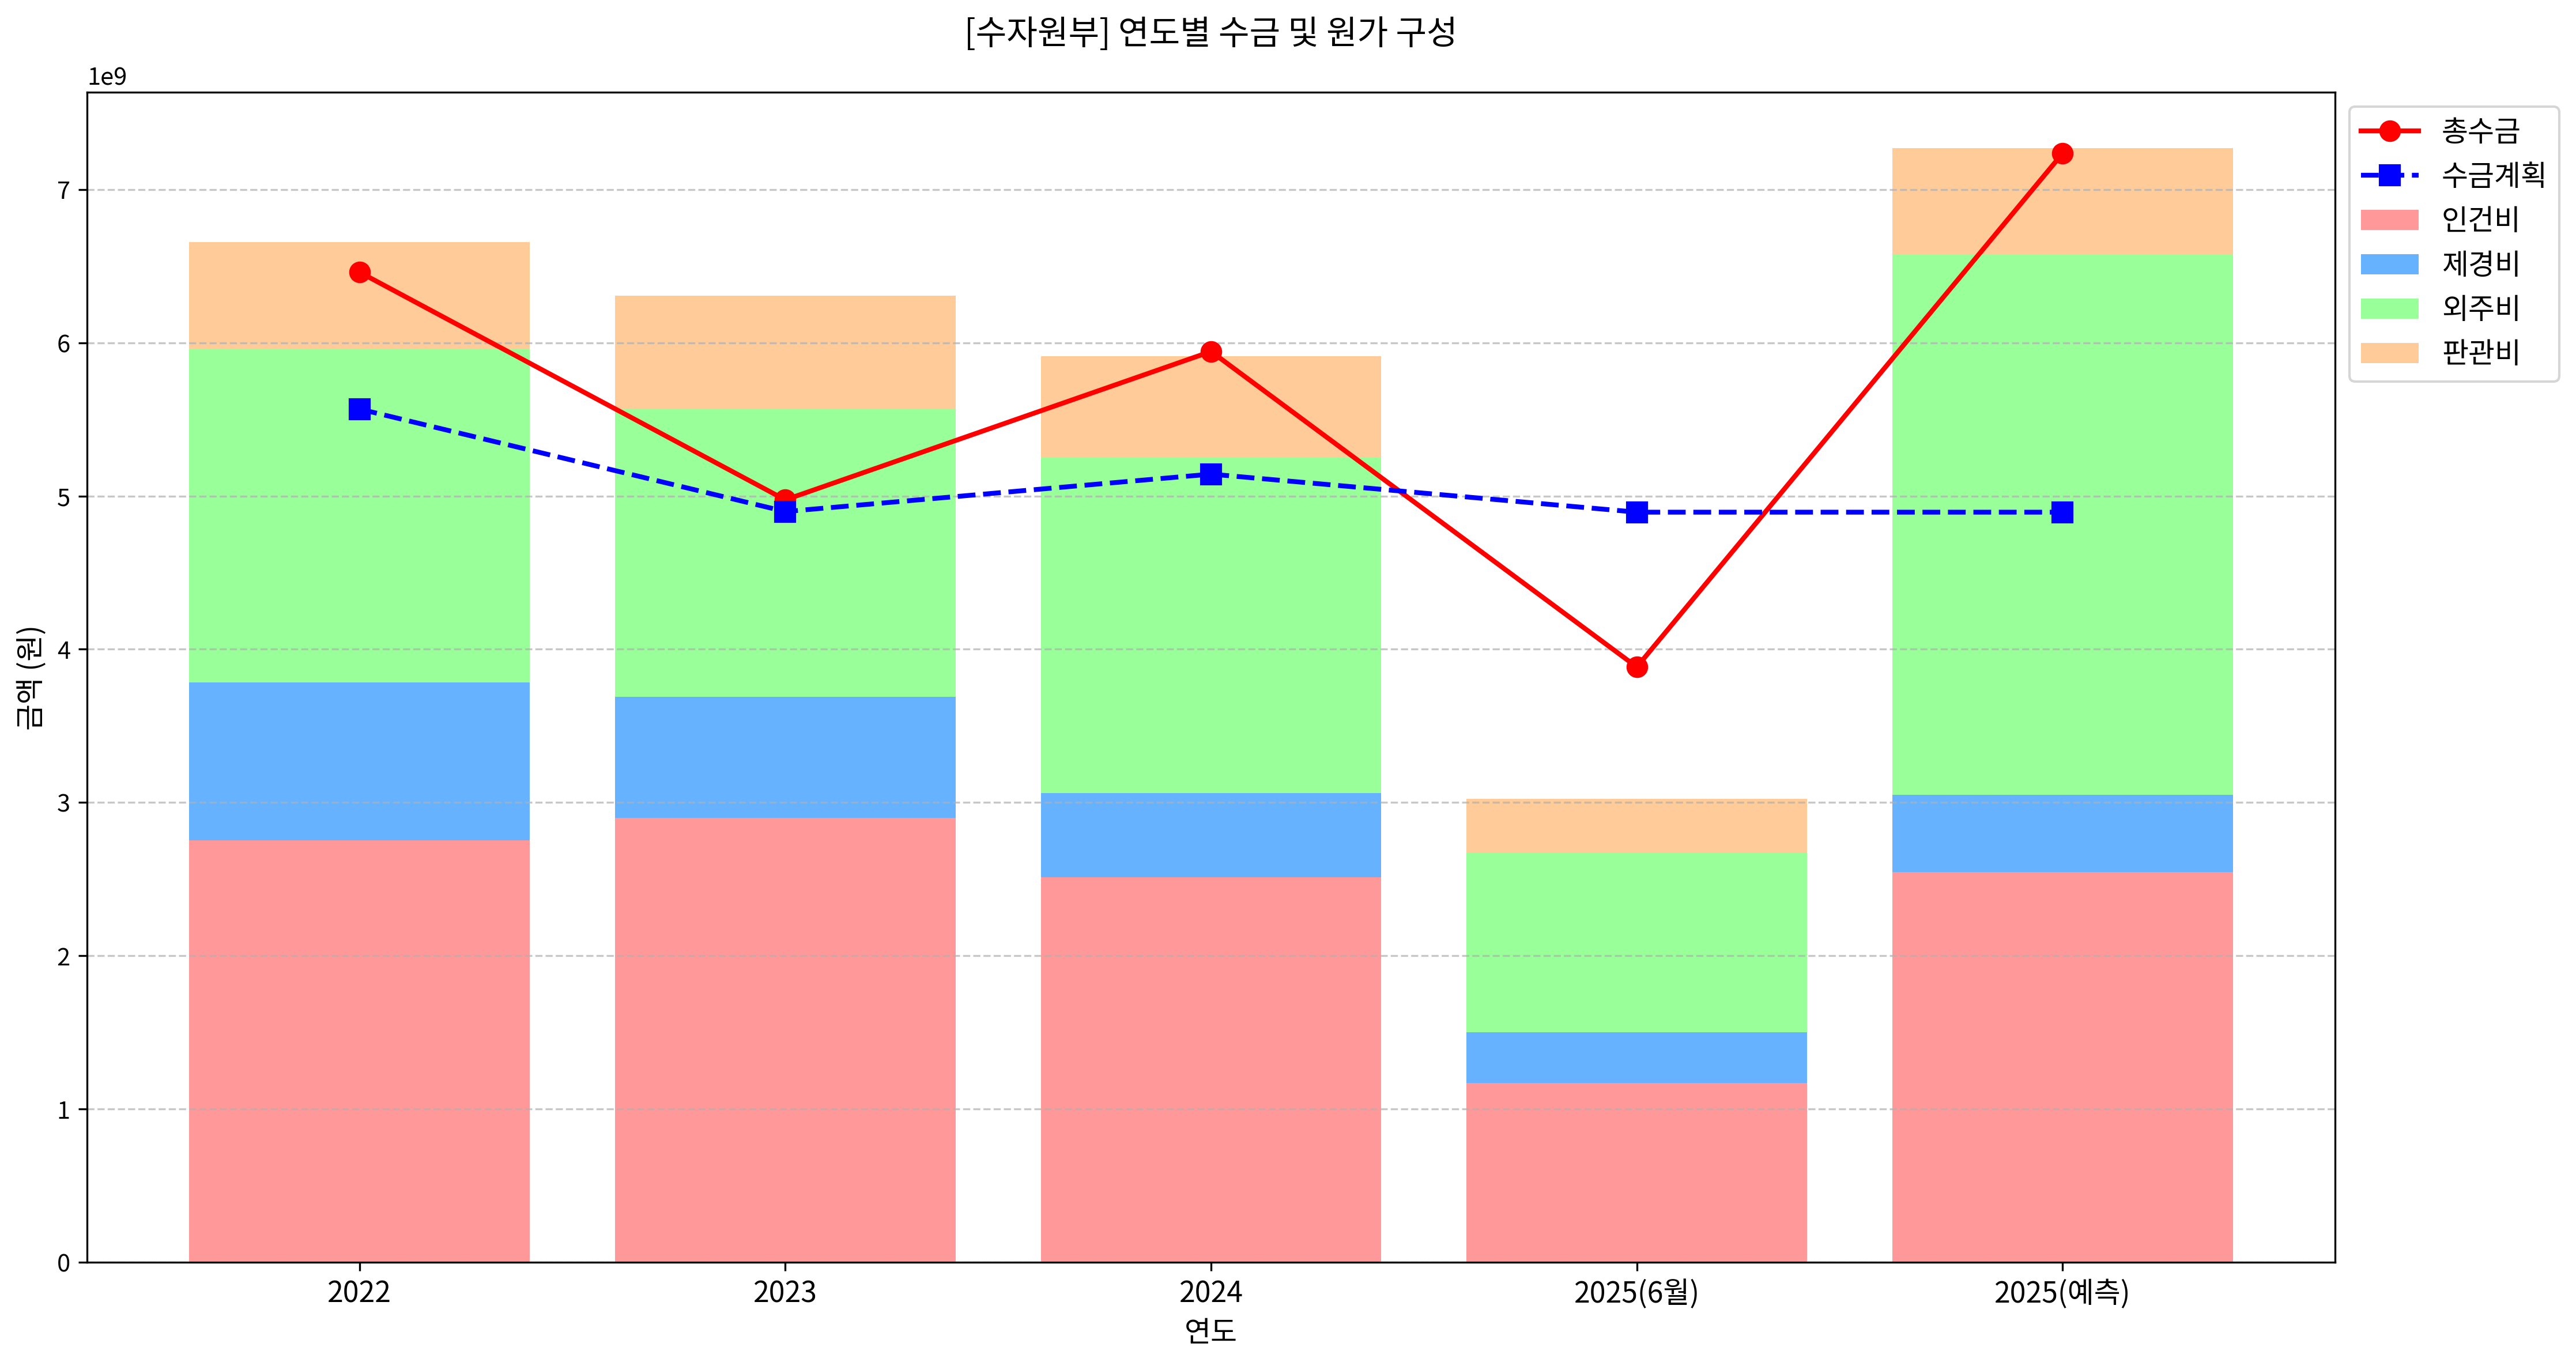 [수자원부] 연도별 수금 및 원가 구성
1e9
7
6
5
4
3
2
1
0
금액 (원)
2022
2023
2024
2025(6월)
2025(예측)
연도
총수금
수금계획
인건비
제경비
외주비
판관비